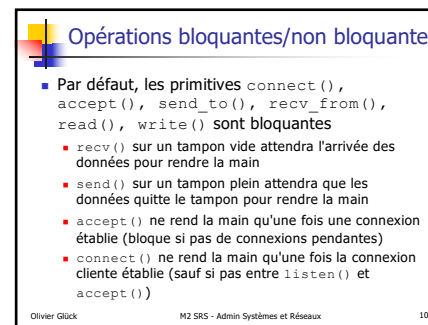 Opérations bloquantes/non bloquante
Par défaut, les primitives connect(),
accept(), send_to(), recv_from(),
read(), write() sont bloquantes
recv() sur un tampon vide attendra l'arrivée des
données pour rendre la main
send() sur un tampon plein attendra que les
données quitte le tampon pour rendre la main
accept() ne rend la main qu'une fois une connexion
établie (bloque si pas de connexions pendantes)
connect() ne rend la main qu'une fois la connexion
cliente établie (sauf si pas entre listen() et
accept())
Olivier Glück M2 SRS - Admin Systèmes et Réseaux 10